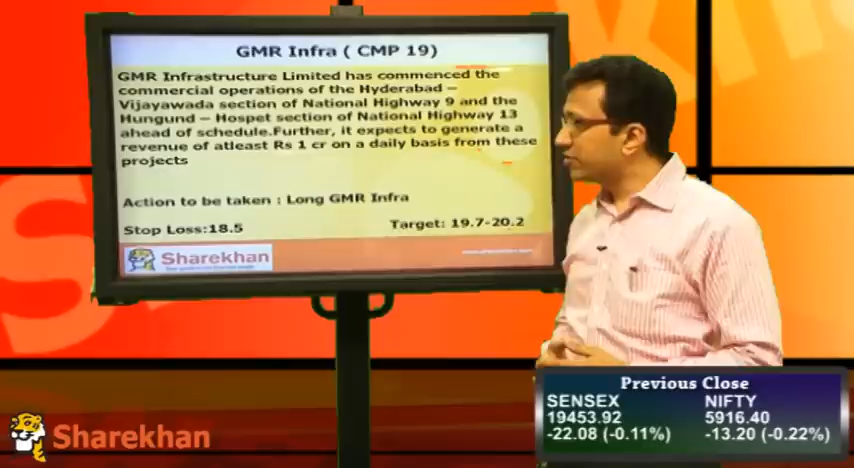 GMR Infra ( CMP 19)
GMR Infrastructure Limited has commenced the
commercial operations of the Hyderabad –
Vijayawada section of National Highway 9 and the
Hungund – Hospet section of National Highway 13
ahead of schedule.Further, it expects to generate a
revenue of atleast Rs 1 cr on a daily basis from these
projects
Action to be taken : Long GMR Infra
Stop Loss:18.5
Target: 19.7-20.2
Sharekhan
Previous Close
SENSEX
NIFTY
19453.92
5916.40
-22.08 (-0.11%)
-13.20 (-0.22%)
Sharekhan